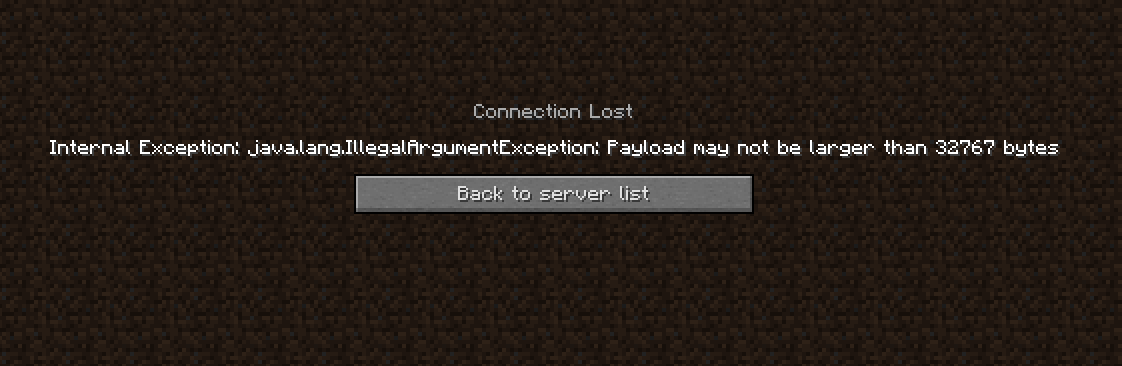 Connection Lost
Internal Exception: java.lang.IllegalArgumentException: Payload may not be larger than 32767 bytes
Back to server list